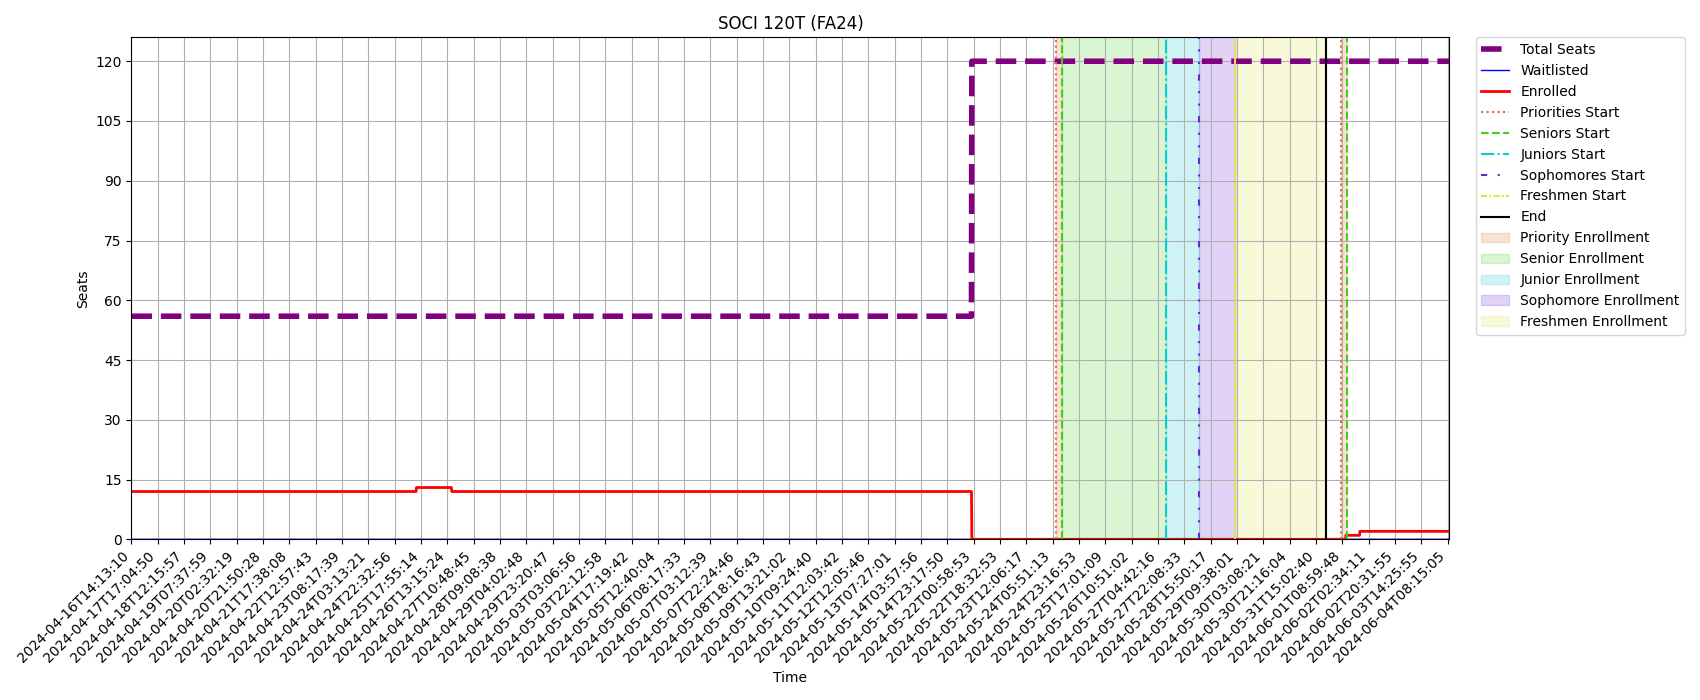 SOCI 120T (FA24)
Seats
120
105
90
75
60
45
30
15
0
2024-04-16T14:13:10
2024-04-17T17:04:50
2024-04-18T12:15:57
2024-04-19T07:37:59
2024-04-20T02:32:19
2024-04-20T21:50:28
2024-04-21T17:38:08
2024-04-22T12:57:43
2024-04-23T08:17:39
2024-04-24T03:13:21
2024-04-24T22:32:56
2024-04-25T17:55:14
2024-04-26T13:15:24
2024-04-27T10:48:45
2024-04-28T09:08:38
2024-04-29T04:02:48
2024-04-29T23:20:47
2024-05-03T03:06:56
2024-05-03T22:12:58
2024-05-04T17:19:42
2024-05-05T12:40:04
2024-05-06T08:17:33
2024-05-07T03:12:39
2024-05-07T22:24:46
2024-05-08T18:16:43
2024-05-09T13:21:02
2024-05-10T09:24:40
2024-05-11T12:03:42
2024-05-12T12:05:46
2024-05-13T07:27:01
2024-05-14T03:57:56
2024-05-14T23:17:50
2024-05-22T00:58:53
2024-05-22T18:32:53
2024-05-23T12:06:17
2024-05-24T05:51:13
2024-05-24T23:16:53
2024-05-25T17:01:09
2024-05-26T10:51:02
2024-05-27T04:42:16
2024-05-27T22:08:33
2024-05-28T15:50:17
2024-05-29T09:38:01
2024-05-30T03:08:21
2024-05-30T21:16:04
2024-05-31T15:02:40
2024-06-01T08:59:48
2024-06-02T02:34:11
2024-06-02T20:31:55
2024-06-03T14:25:55
2024-06-04T08:15:05
Time
Total Seats
Waitlisted
Enrolled
Priorities Start
Seniors Start
Juniors Start
Sophomores Start
Freshmen Start
End
Priority Enrollment
Senior Enrollment
Junior Enrollment
Sophomore Enrollment
Freshmen Enrollment